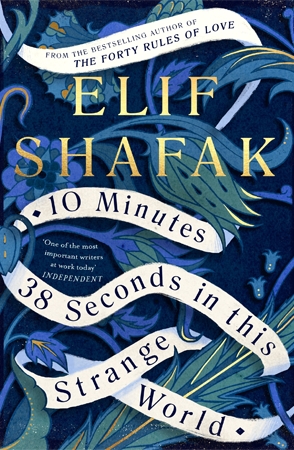 FROM THE BESTSELLING AUTHOR OF
THE FORTY RULES OF LOVE
ELIF
SHAFAK
10 Minutes
38 Seconds in this
Strange
World
'One of the most
important writers
at work today'
INDEPENDENT